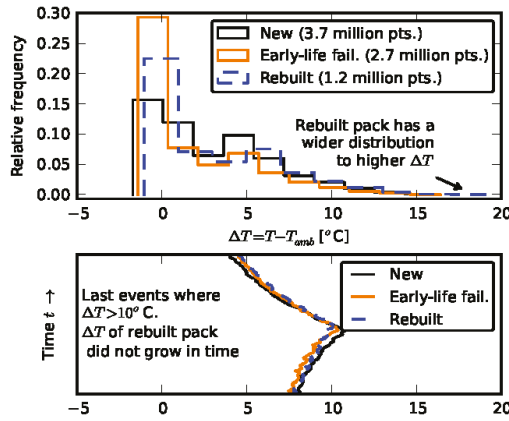 0.30
0.25
0.20
0.15
0.10
0.05
0.00
Relative frequency
New (3.7 million pts.)
Early-life fail. (2.7 million pts.)
Rebuilt (1.2 million pts.)
Rebuilt pack has a
wider distribution
to higher ΔT
−5 0 5 10 15 20
ΔT=T−T_amb [°C]
Time t →
Last events where
ΔT>10°C.
ΔT of rebuilt pack
did not grow in time
New
Early-life fail.
Rebuilt
−5 0 5 10 15 20